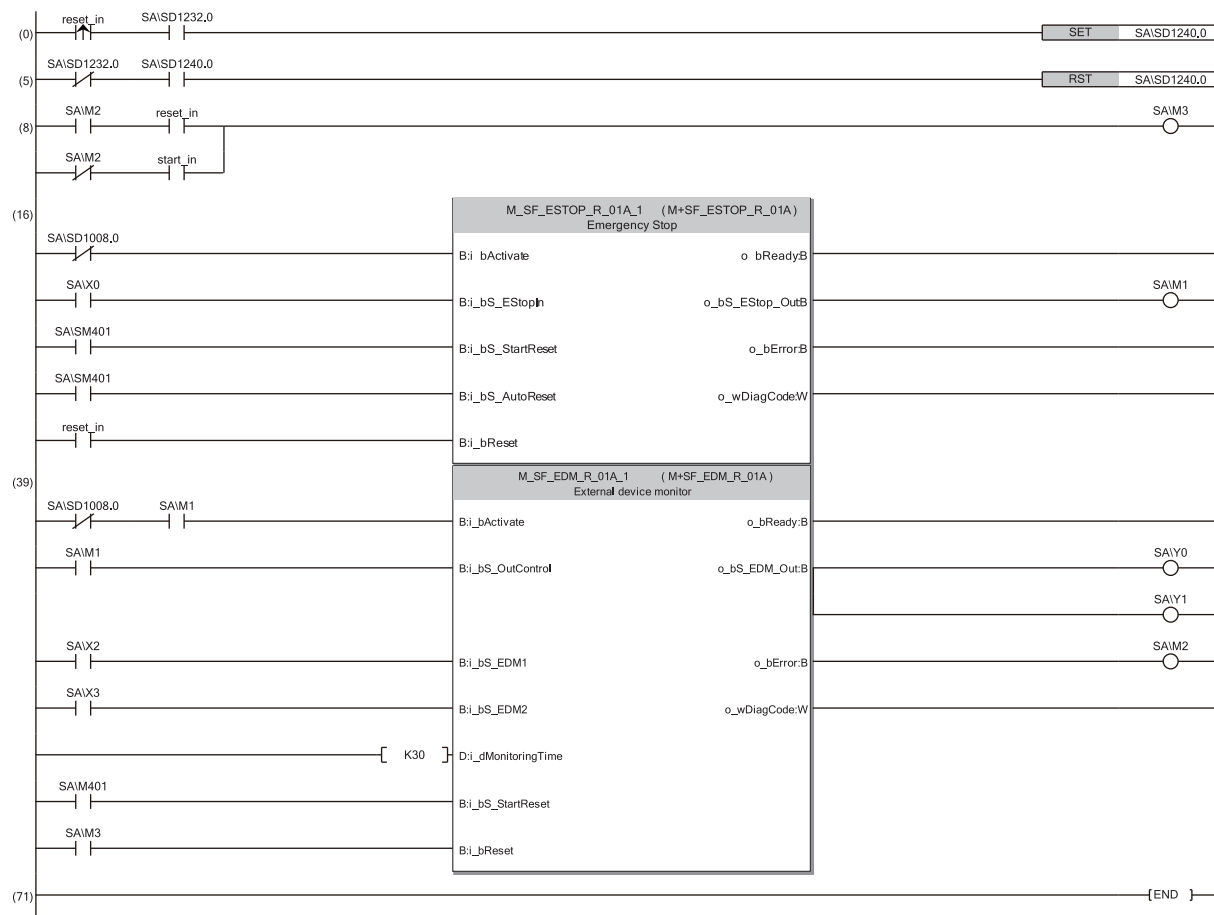 reset_in SA\SD1232.0
(0) SET SA\SD1240.0
SA\SD1232.0 SA\SD1240.0
(5) RST SA\SD1240.0
SA\M2 reset_in SA\M3
(8)
SA\M2 start_in
(16) M_SF_ESTOP_R_01A_1 (M+SF_ESTOP_R_01A)
Emergency Stop
SA\SD1008.0
B:i_bActivate o_bReady:B
SA\X0 SA\M1
B:i_bS_EStopIn o_bS_EStop_Out:B
SA\SM401
B:i_bS_StartReset o_bError:B
SA\SM401
B:i_bS_AutoReset o_wDiagCode:W
reset_in
B:i_bReset
(39) M_SF_EDM_R_01A_1 (M+SF_EDM_R_01A)
External device monitor
SA\SD1008.0 SA\M1
B:i_bActivate o_bReady:B
SA\M1 SA\Y0
B:i_bS_OutControl o_bS_EDM_Out:B
SA\Y1
SA\X2 SA\M2
B:i_bS_EDM1 o_bError:B
SA\X3
B:i_bS_EDM2 o_wDiagCode:W
[ K30 ] D:i_dMonitoringTime
SA\M401
B:i_bS_StartReset
SA\M3
B:i_bReset
(71) [END ]